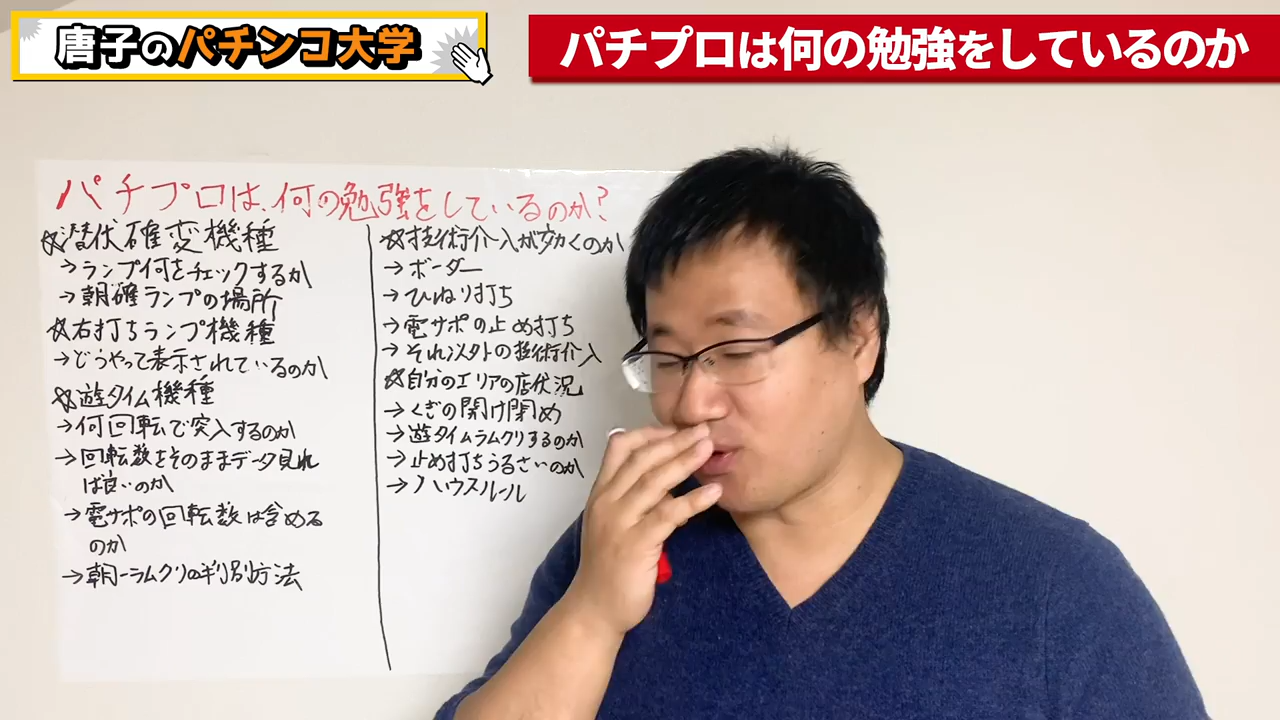 唐子のパチンコ大学
パチプロは何の勉強をしているのか
パチプロは、何の勉強をしているのか?
☆潜伏確変機種
→ランプ何をチェックするか
→朝確ランプの場所
☆右打ちランプ機種
→どうやって表示されているのか
☆遊タイム機種
→何回転で突入するのか
→回転数をそのままデータ見れ
ば良いのか
→電サポの回転数は含める
のか
→朝一ラムクリの判別方法
☆技術介入が効くのか
→ボーダー
→ひねり打ち
→電サポの止め打ち
→それ以外の技術介入
☆自分のエリアの店状況
→くぎの開け閉め
→遊タイムラムクリするのか
→止め打ちうるさいのか
→ハウスルール